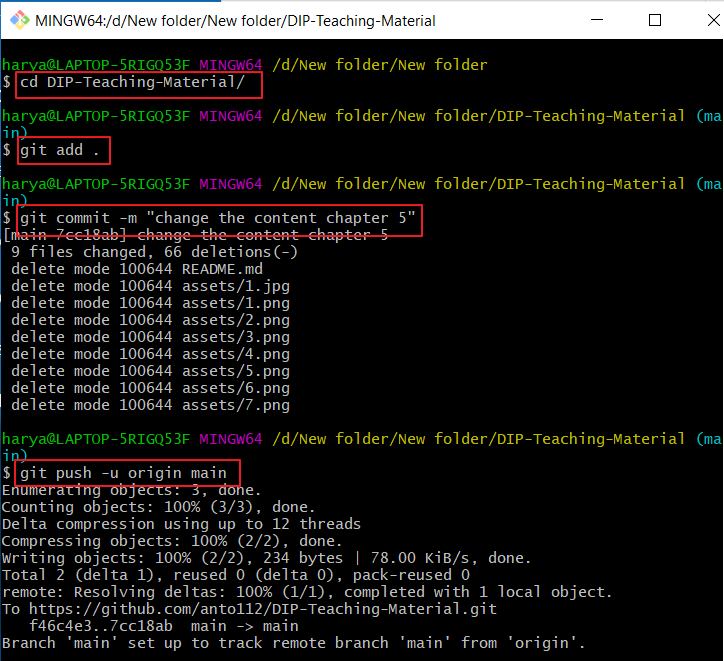 MINGW64:/d/New folder/New folder/DIP-Teaching-Material
harya@LAPTOP-5RIGQ53F MINGW64 /d/New folder/New folder
$ cd DIP-Teaching-Material/
harya@LAPTOP-5RIGQ53F MINGW64 /d/New folder/New folder/DIP-Teaching-Material (ma
in)
$ git add .
harya@LAPTOP-5RIGQ53F MINGW64 /d/New folder/New folder/DIP-Teaching-Material (ma
in)
$ git commit -m "change the content chapter 5"
[main 7cc18ab] change the content chapter 5
 9 files changed, 66 deletions(-)
 delete mode 100644 README.md
 delete mode 100644 assets/1.jpg
 delete mode 100644 assets/1.png
 delete mode 100644 assets/2.png
 delete mode 100644 assets/3.png
 delete mode 100644 assets/4.png
 delete mode 100644 assets/5.png
 delete mode 100644 assets/6.png
 delete mode 100644 assets/7.png
harya@LAPTOP-5RIGQ53F MINGW64 /d/New folder/New folder/DIP-Teaching-Material (ma
in)
$ git push -u origin main
Enumerating objects: 3, done.
Counting objects: 100% (3/3), done.
Delta compression using up to 12 threads
Compressing objects: 100% (2/2), done.
Writing objects: 100% (2/2), 234 bytes | 78.00 KiB/s, done.
Total 2 (delta 1), reused 0 (delta 0), pack-reused 0
remote: Resolving deltas: 100% (1/1), completed with 1 local object.
To https://github.com/anto112/DIP-Teaching-Material.git
   f46c4e3..7cc18ab  main -> main
Branch 'main' set up to track remote branch 'main' from 'origin'.